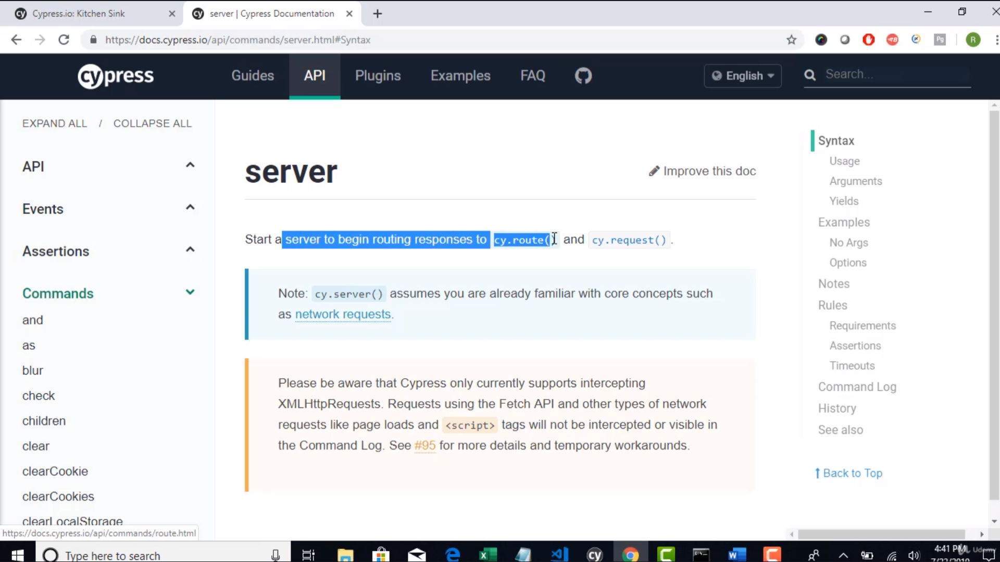 Cypress.io: Kitchen Sink
server | Cypress Documentation
https://docs.cypress.io/api/commands/server.html#Syntax
Pg
R
cypress
Guides
API
Plugins
Examples
FAQ
English
Search...
EXPAND ALL / COLLAPSE ALL
API
Events
Assertions
Commands
and
as
blur
check
children
clear
clearCookie
clearCookies
clearLocalStorage
server
Improve this doc
Start a server to begin routing responses to cy.route() and cy.request() .
Note: cy.server() assumes you are already familiar with core concepts such
as network requests.
Please be aware that Cypress only currently supports intercepting
XMLHttpRequests. Requests using the Fetch API and other types of network
requests like page loads and <script> tags will not be intercepted or visible in
the Command Log. See #95 for more details and temporary workarounds.
Syntax
Usage
Arguments
Yields
Examples
No Args
Options
Notes
Rules
Requirements
Assertions
Timeouts
Command Log
History
See also
Back to Top
https://docs.cypress.io/api/commands/route.html
Type here to search
4:41 PM
Udemy